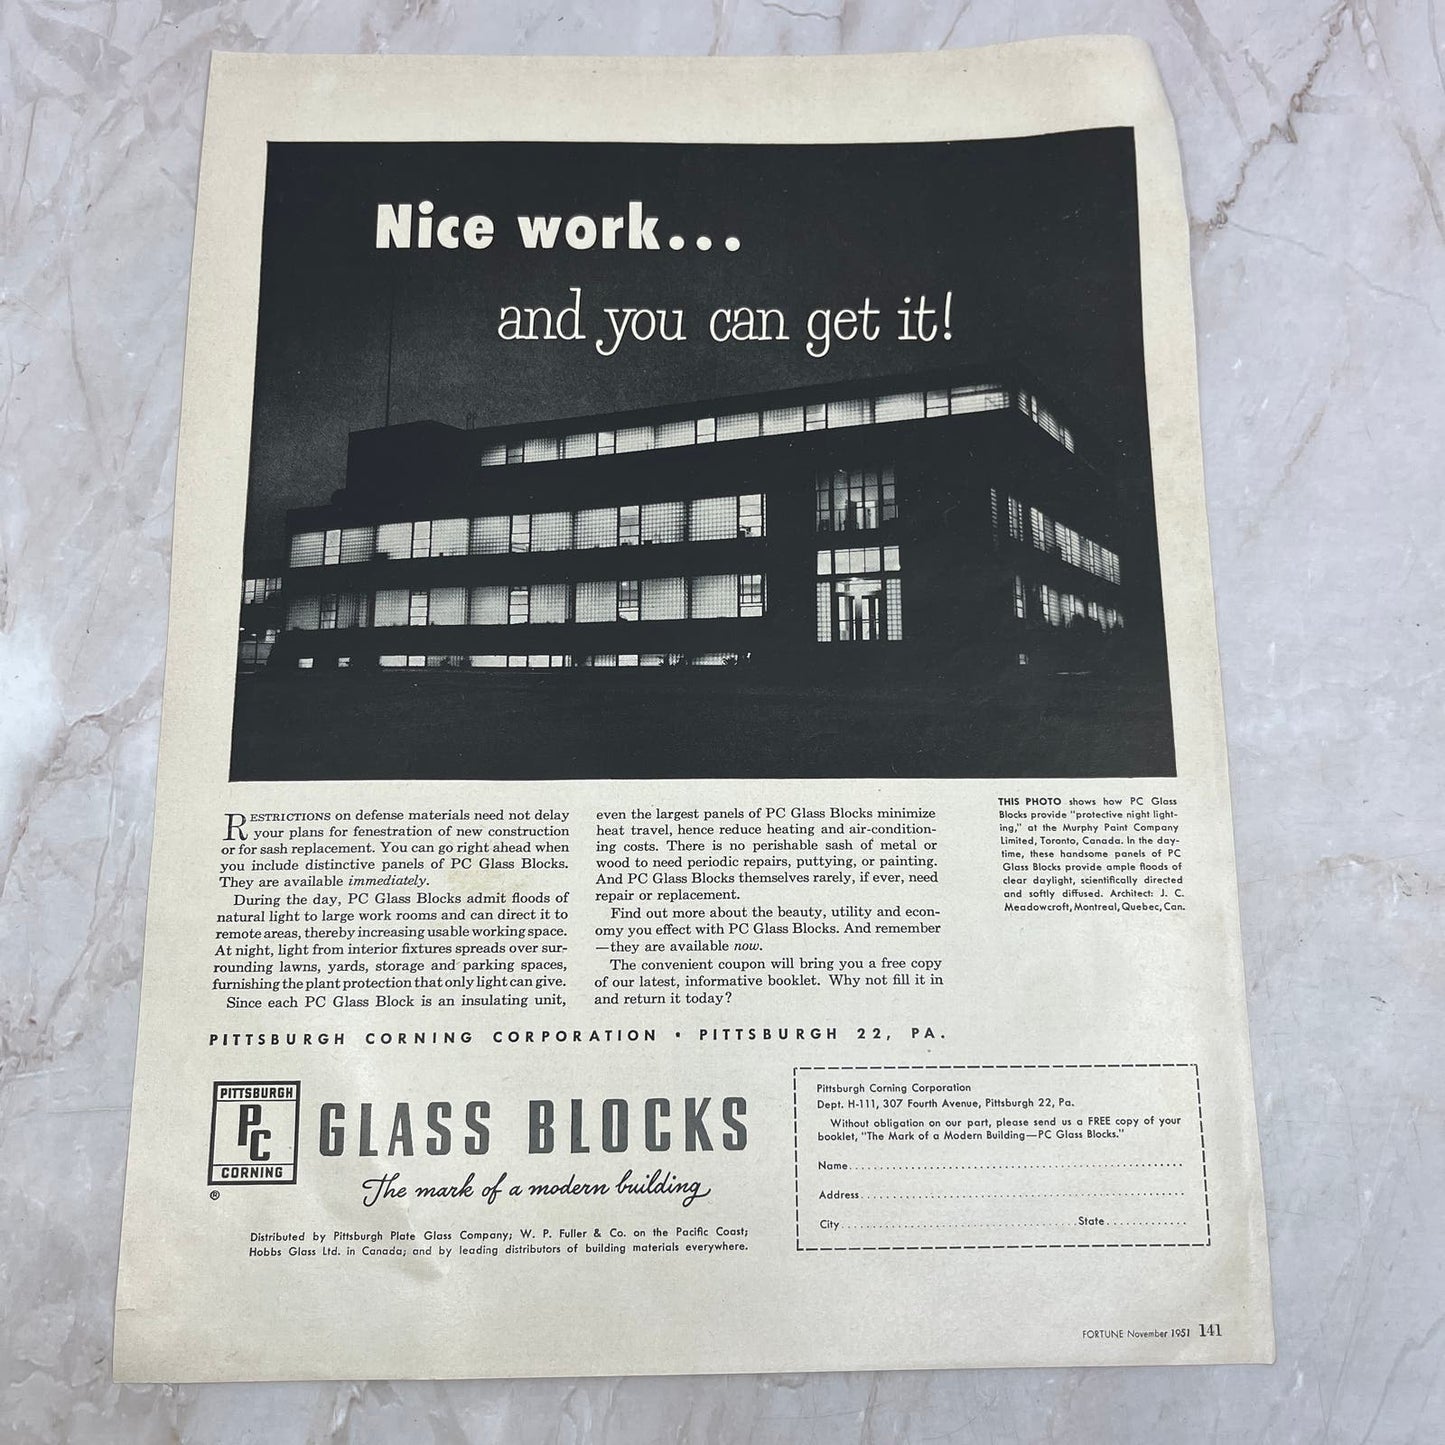 Nice work...
and you can get it!
RESTRICTIONS on defense materials need not delay
your plans for fenestration of new construction
or for sash replacement. You can go right ahead when
you include distinctive panels of PC Glass Blocks.
They are available immediately.
During the day, PC Glass Blocks admit floods of
natural light to large work rooms and can direct it to
remote areas, thereby increasing usable working space.
At night, light from interior fixtures spreads over sur-
rounding lawns, yards, storage and parking spaces,
furnishing the plant protection that only light can give.
Since each PC Glass Block is an insulating unit,
even the largest panels of PC Glass Blocks minimize
heat travel, hence reduce heating and air-condition-
ing costs. There is no perishable sash of metal or
wood to need periodic repairs, puttying, or painting.
And PC Glass Blocks themselves rarely, if ever, need
repair or replacement.
Find out more about the beauty, utility and econ-
omy you effect with PC Glass Blocks. And remember
—they are available now.
The convenient coupon will bring you a free copy
of our latest, informative booklet. Why not fill it in
and return it today?
THIS PHOTO shows how PC Glass
Blocks provide "protective night light-
ing," at the Murphy Paint Company
Limited, Toronto, Canada. In the day-
time, these handsome panels of PC
Glass Blocks provide ample floods of
clear daylight, scientifically directed
and softly diffused. Architect: J. C.
Meadowcroft, Montreal, Quebec, Can.
PITTSBURGH CORNING CORPORATION • PITTSBURGH 22, PA.
PITTSBURGH
PC
CORNING
®
GLASS BLOCKS
The mark of a modern building
Distributed by Pittsburgh Plate Glass Company; W. P. Fuller & Co. on the Pacific Coast;
Hobbs Glass Ltd. in Canada; and by leading distributors of building materials everywhere.
Pittsburgh Corning Corporation
Dept. H-111, 307 Fourth Avenue, Pittsburgh 22, Pa.
Without obligation on our part, please send us a FREE copy of your
booklet, "The Mark of a Modern Building—PC Glass Blocks."
Name
Address
City State
FORTUNE November 1951 141